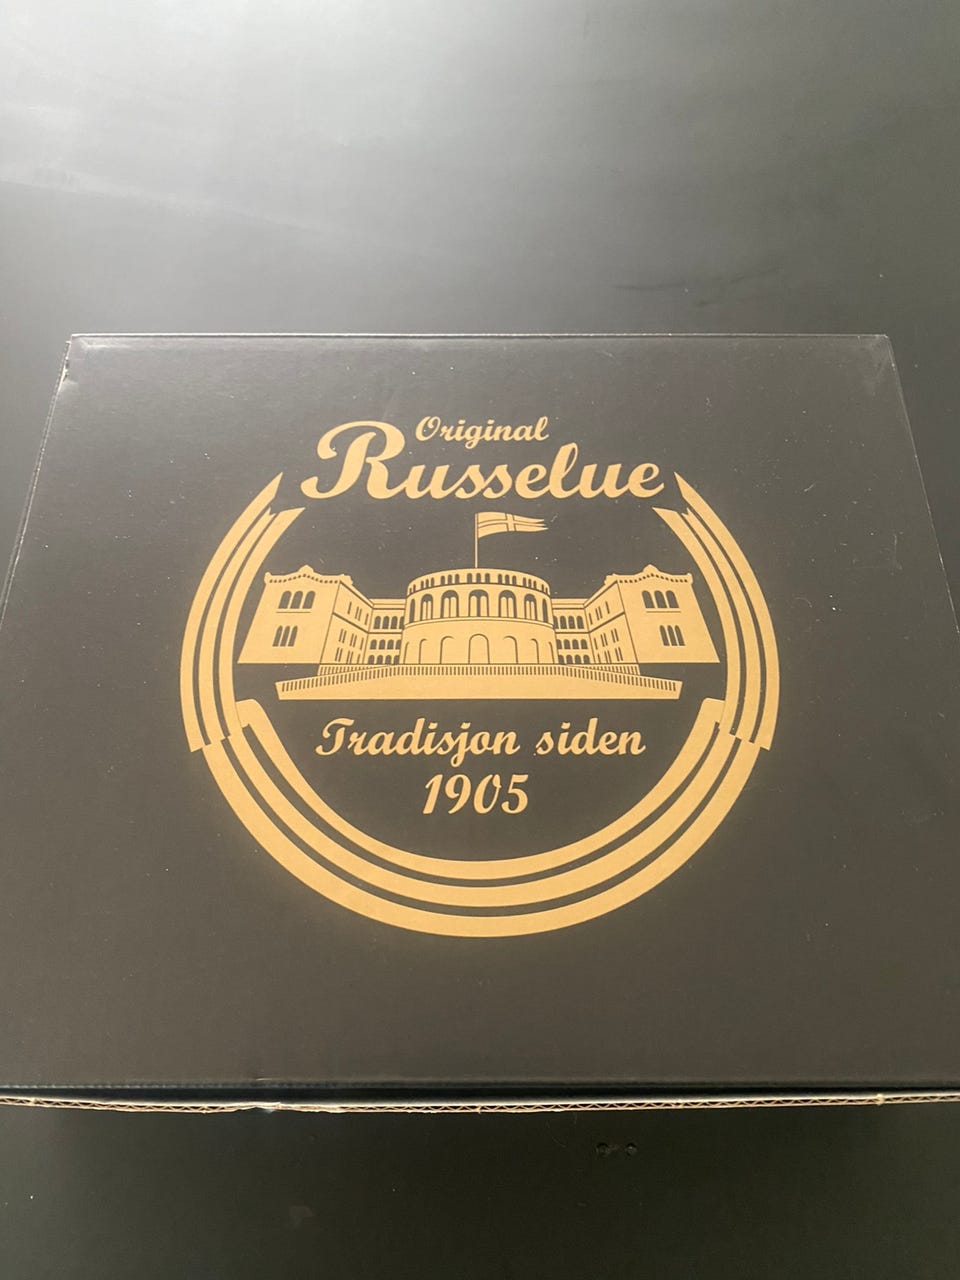 Original
Russelue
Tradisjon siden
1905